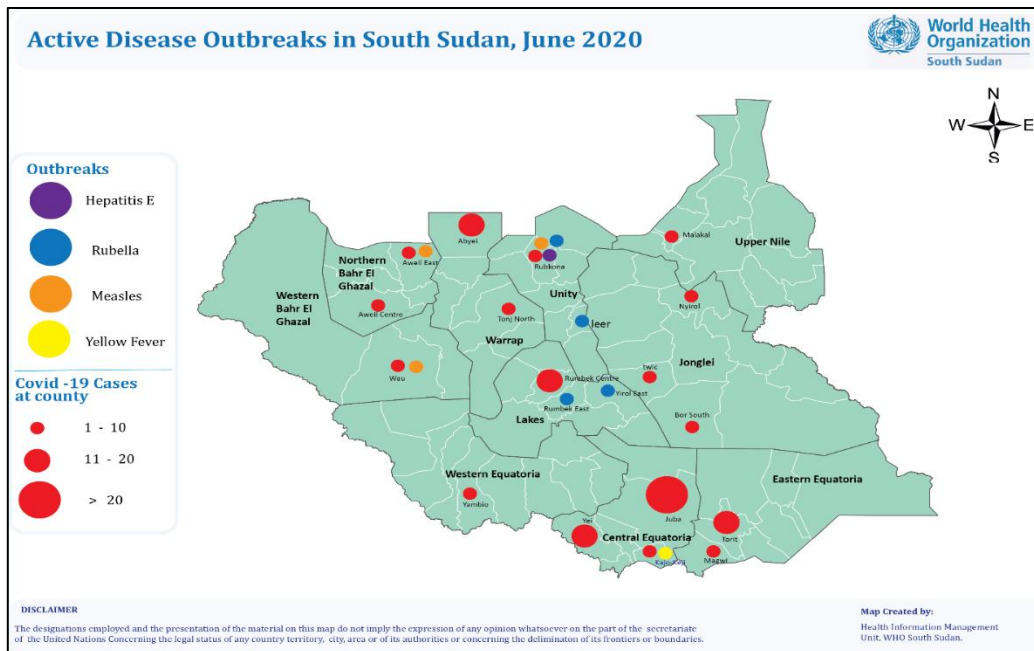 Active Disease Outbreaks in South Sudan, June 2020
World Health
Organization
South Sudan
N
W
E
S
Outbreaks
Hepatitis E
Rubella
Measles
Yellow Fever
Covid -19 Cases
at county
1 - 10
11 - 20
> 20
Abyei
Malakal
Upper Nile
Northern
Bahr El
Ghazal
Aweil East
Rubkona
Unity
Western
Bahr El
Ghazal
Aweil Centre
Tonj North
Nyirol
Warrap
leer
Jonglei
Wau
Rumbek Centre
twic
Yirol East
Rumbek East
Lakes
Bor South
Western Equatoria
Eastern Equatoria
Yambio
Juba
Yei
Central Equatoria
Torit
Kajo-Keji
Magwi
DISCLAIMER
The designations employed and the presentation of the material on this map do not imply the expression of any opinion whatsoever on the part of the secretariate
of the United Nations Concerning the legal status of any country territory, city, area or of its authorities or concerning the delimination of its frontiers or boundaries.
Map Created by:
Health Information Management
Unit, WHO South Sudan.